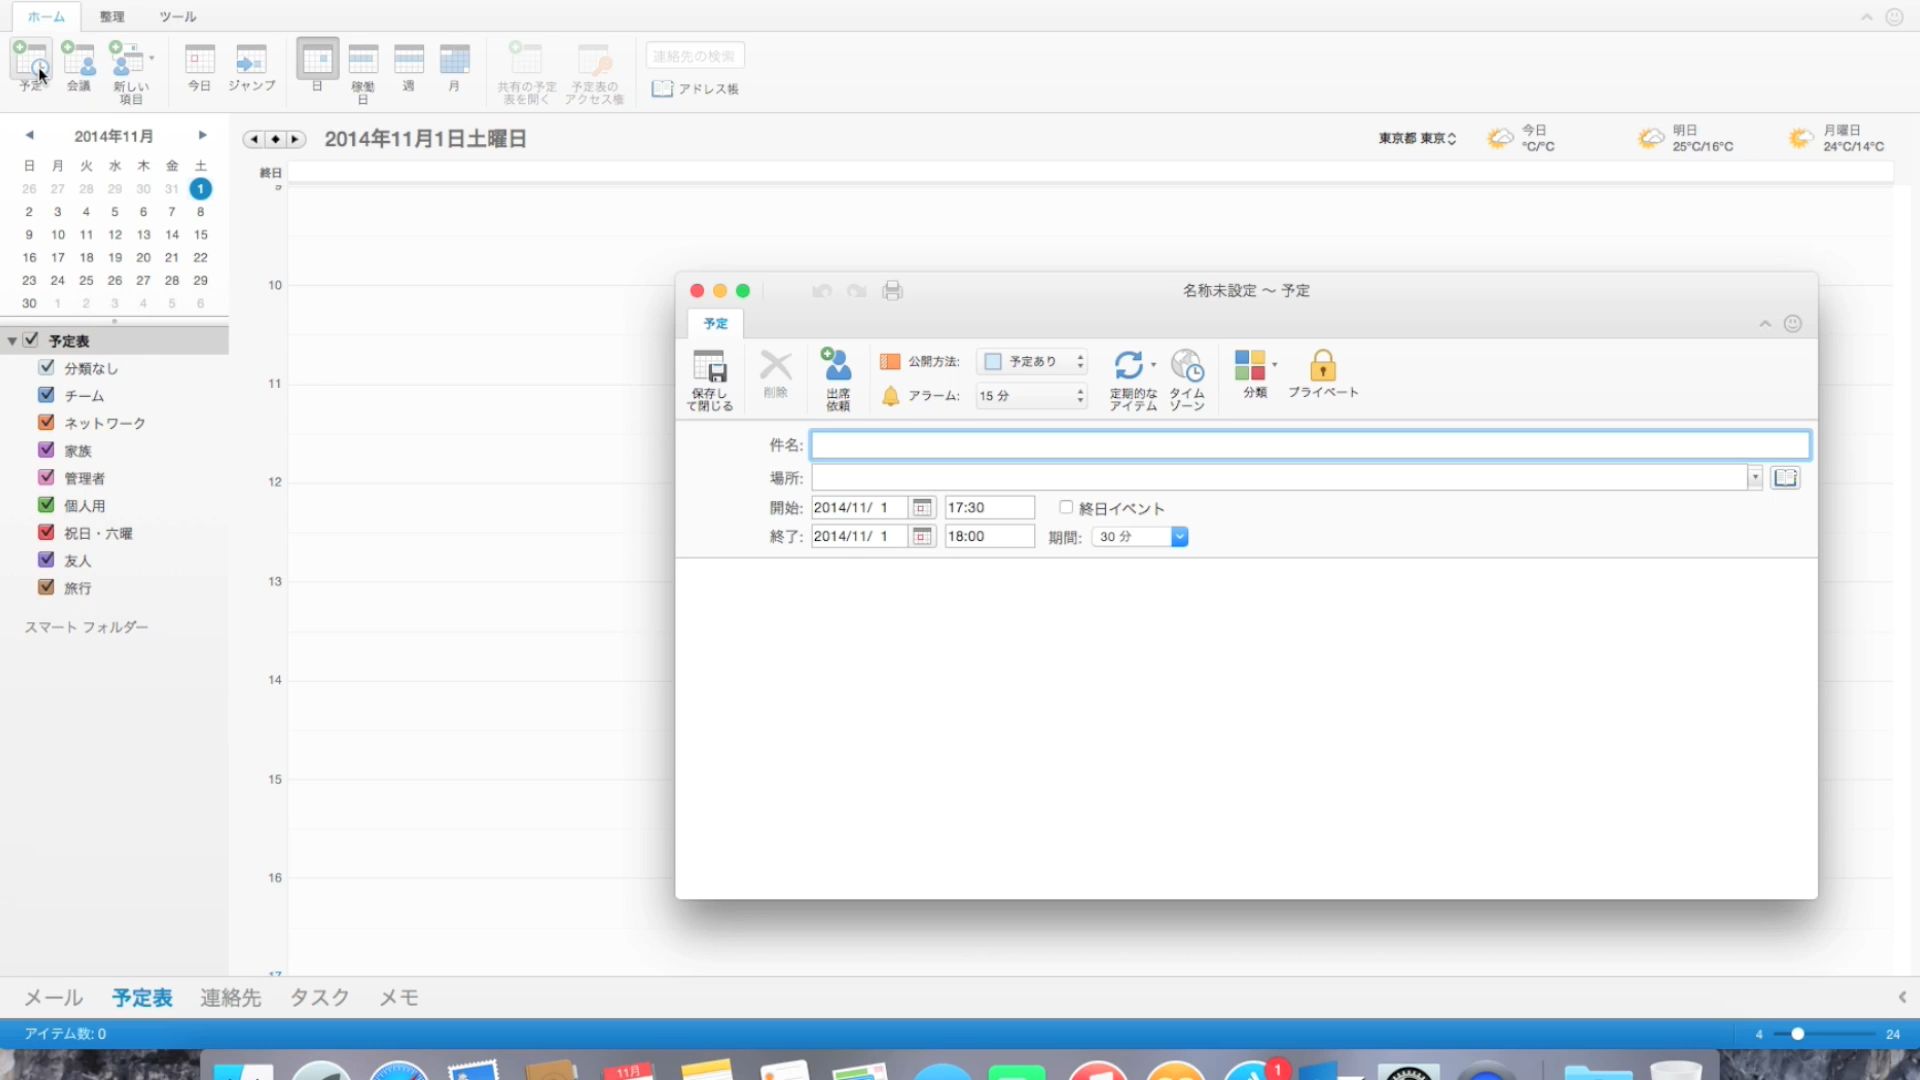 ホーム 整理 ツール
予定 会議 新しい項目 今日 ジャンプ 日 稼働日 週 月 共有の予定表を開く 予定表のアクセス権
連絡先の検索
アドレス帳
2014年11月
日 月 火 水 木 金 土
26 27 28 29 30 31 1
2 3 4 5 6 7 8
9 10 11 12 13 14 15
16 17 18 19 20 21 22
23 24 25 26 27 28 29
30 1 2 3 4 5 6
予定表
分類なし
チーム
ネットワーク
家族
管理者
個人用
祝日・六曜
友人
旅行
スマート フォルダー
2014年11月1日土曜日
東京都 東京
今日
°C/°C
明日
25°C/16°C
月曜日
24°C/14°C
終日
10
11
12
13
14
15
16
17
名称未設定 ～ 予定
予定
保存して閉じる 削除 出席依頼
公開方法: 予定あり
アラーム: 15 分
定期的なアイテム タイムゾーン 分類 プライベート
件名:
場所:
開始: 2014/11/ 1 17:30 終日イベント
終了: 2014/11/ 1 18:00 期間: 30 分
メール 予定表 連絡先 タスク メモ
アイテム数: 0
4 24
11月
1